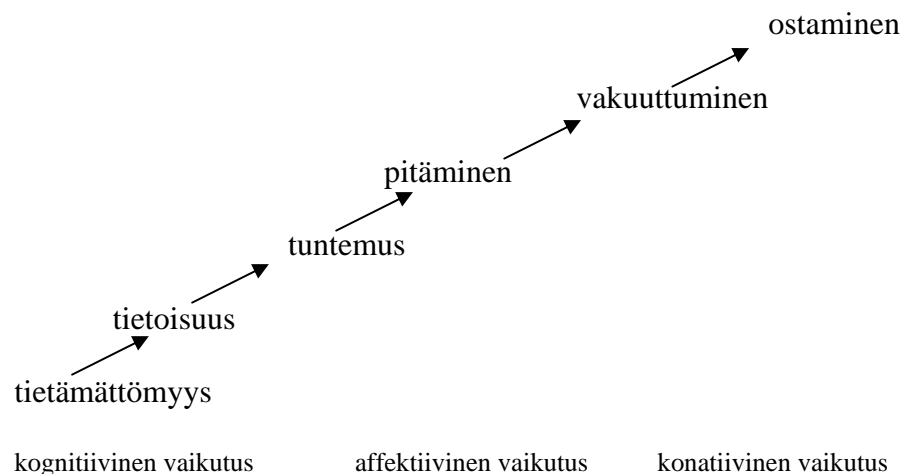 ostaminen
vakuuttuminen
pitäminen
tuntemus
tietoisuus
tietämättömyys
kognitiivinen vaikutus affektiivinen vaikutus konatiivinen vaikutus